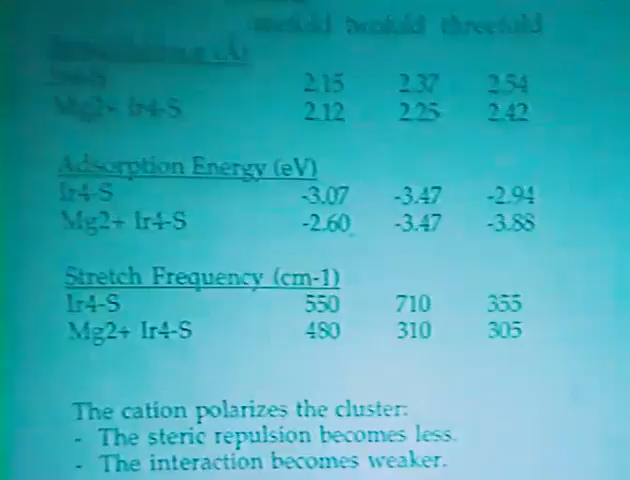 onefold twofold threefold
(A)
Ir4-S 2.15 2.37 2.54
Mg2+ Ir4-S 2.12 2.25 2.42
Adsorption Energy (eV)
Ir4-S -3.07 -3.47 -2.94
Mg2+ Ir4-S -2.60 -3.47 -3.88
Stretch Frequency (cm-1)
Ir4-S 550 710 355
Mg2+ Ir4-S 480 310 305
The cation polarizes the cluster:
- The steric repulsion becomes less.
- The interaction becomes weaker.